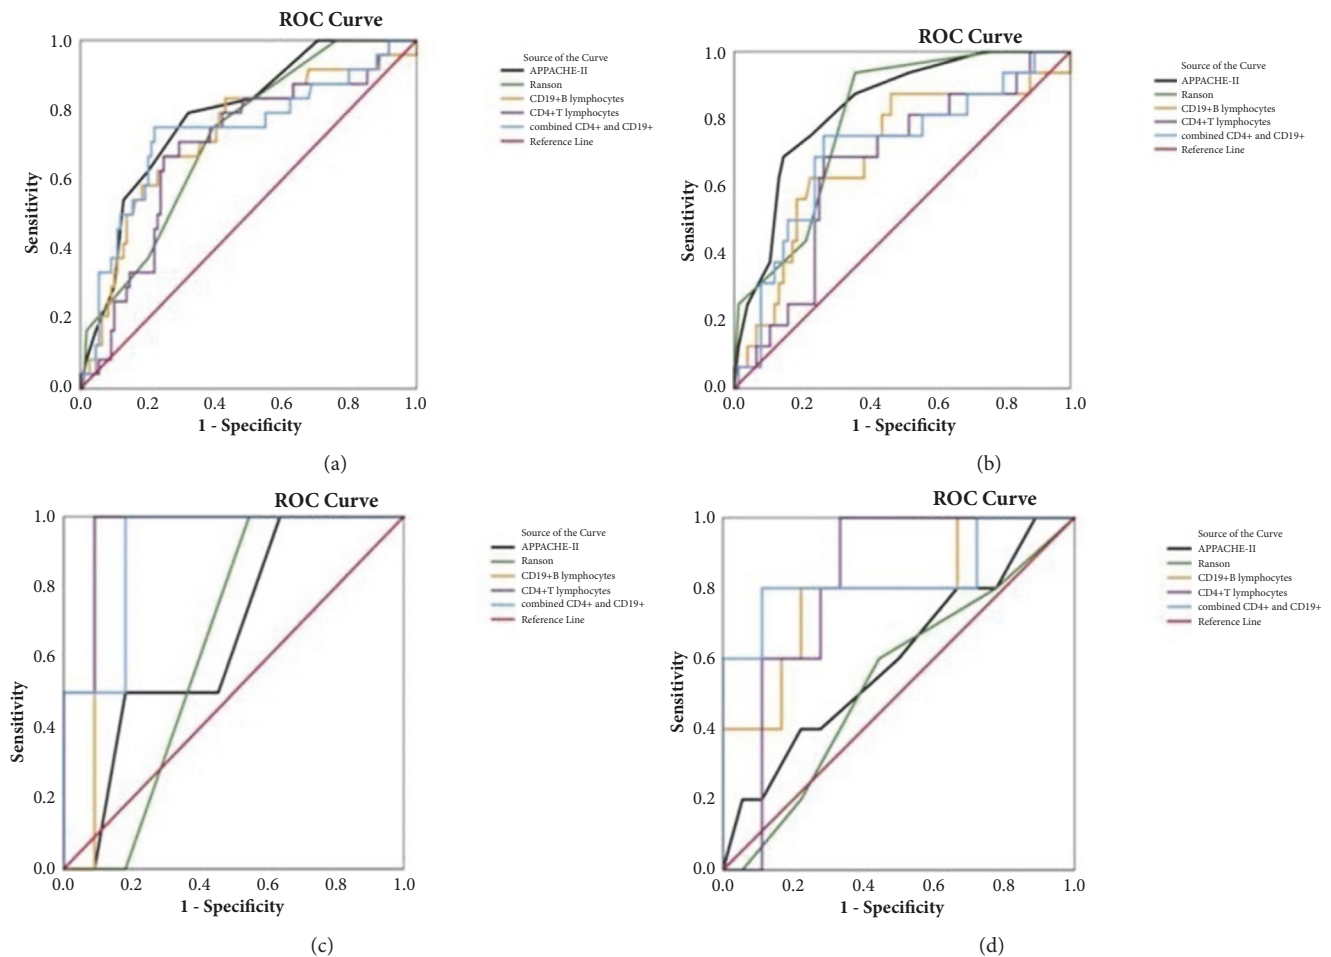 ROC Curve
Sensitivity
1.0
0.8
0.6
0.4
0.2
0.0
0.0 0.2 0.4 0.6 0.8 1.0
1 - Specificity
Source of the Curve
APPACHE-II
Ranson
CD19+B lymphocytes
CD4+T lymphocytes
combined CD4+ and CD19+
Reference Line
(a)
ROC Curve
Sensitivity
1.0
0.8
0.6
0.4
0.2
0.0
0.0 0.2 0.4 0.6 0.8 1.0
1 - Specificity
Source of the Curve
APPACHE-II
Ranson
CD19+B lymphocytes
CD4+T lymphocytes
combined CD4+ and CD19+
Reference Line
(b)
ROC Curve
Sensitivity
1.0
0.8
0.6
0.4
0.2
0.0
0.0 0.2 0.4 0.6 0.8 1.0
1 - Specificity
Source of the Curve
APPACHE-II
Ranson
CD19+B lymphocytes
CD4+T lymphocytes
combined CD4+ and CD19+
Reference Line
(c)
ROC Curve
Sensitivity
1.0
0.8
0.6
0.4
0.2
0.0
0.0 0.2 0.4 0.6 0.8 1.0
1 - Specificity
Source of the Curve
APPACHE-II
Ranson
CD19+B lymphocytes
CD4+T lymphocytes
combined CD4+ and CD19+
Reference Line
(d)